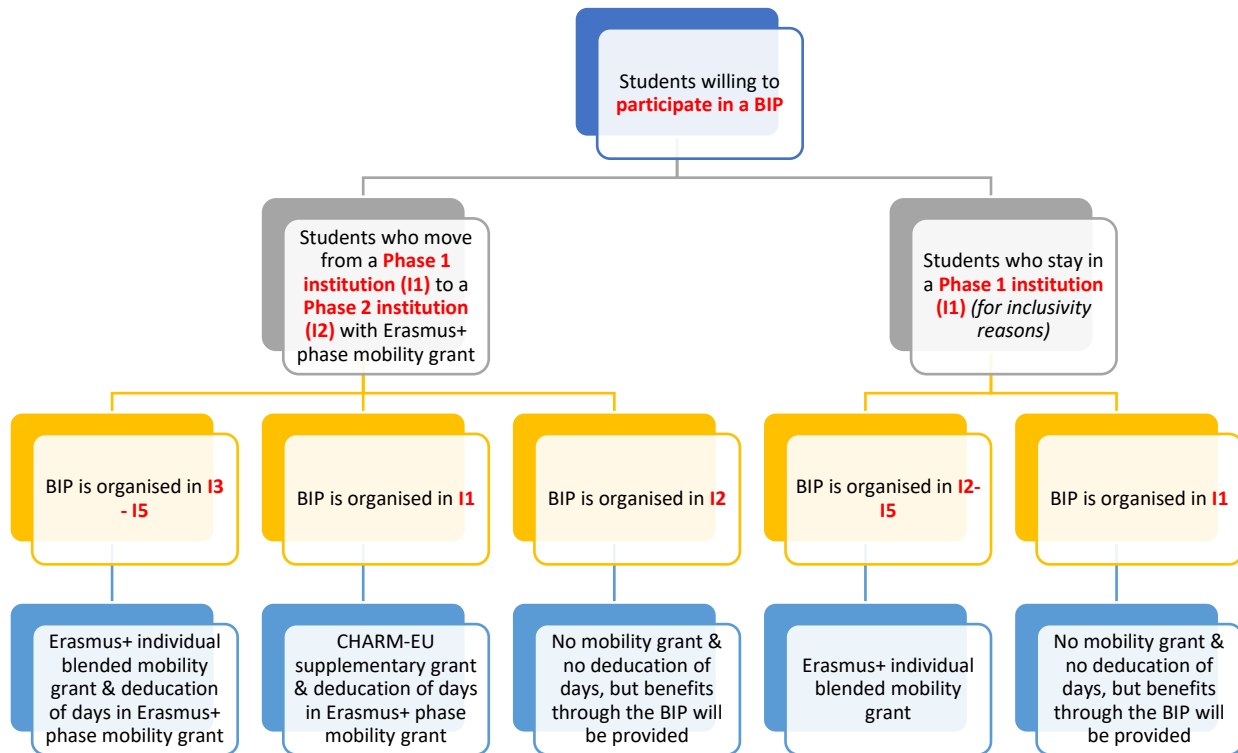 Students willing to
participate in a BIP
Students who move
from a Phase 1
institution (I1) to a
Phase 2 institution
(I2) with Erasmus+
phase mobility grant
Students who stay in
a Phase 1 institution
(I1) (for inclusivity
reasons)
BIP is organised in I3
- I5
BIP is organised in I1
BIP is organised in I2
BIP is organised in I2-
I5
BIP is organised in I1
Erasmus+ individual
blended mobility
grant & deducation
of days in Erasmus+
phase mobility grant
CHARM-EU
supplementary grant
& deducation of days
in Erasmus+ phase
mobility grant
No mobility grant &
no deducation of
days, but benefits
through the BIP will
be provided
Erasmus+ individual
blended mobility
grant
No mobility grant &
no deducation of
days, but benefits
through the BIP will
be provided